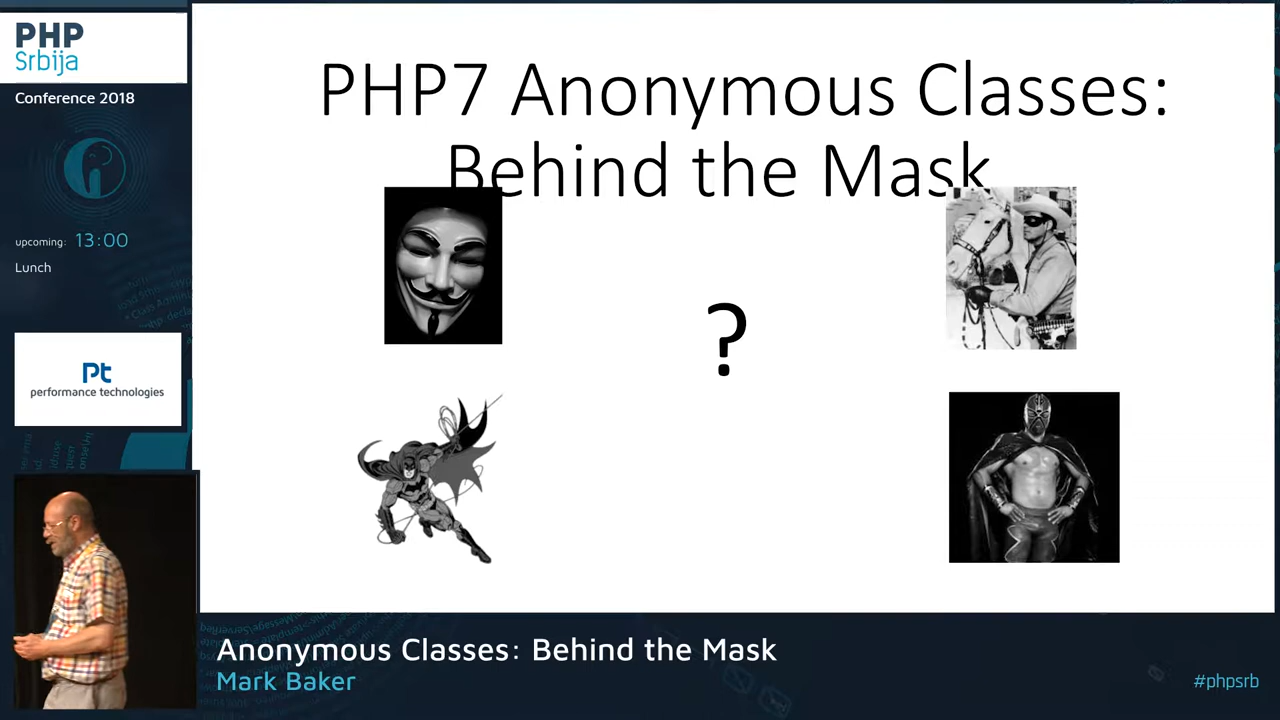 PHP
Srbija
Conference 2018
upcoming: 13:00
Lunch
Pt
performance technologies
PHP7 Anonymous Classes:
Behind the Mask
?
Anonymous Classes: Behind the Mask
Mark Baker
#phpsrb